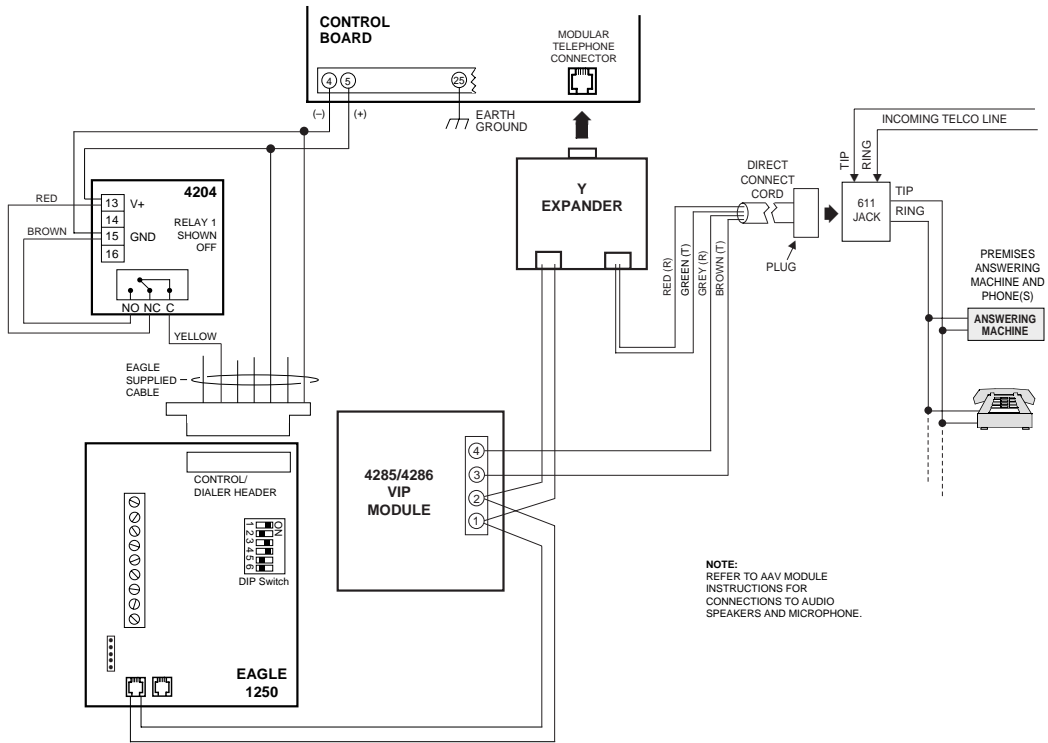 CONTROL
BOARD
MODULAR
TELEPHONE
CONNECTOR
4
5
25
(–)
(+)
EARTH
GROUND
INCOMING TELCO LINE
TIP
RING
Y
EXPANDER
DIRECT
CONNECT
CORD
PLUG
611
JACK
TIP
RING
RED (R)
GREEN (T)
GREY (R)
BROWN (T)
PREMISES
ANSWERING
MACHINE AND
PHONE(S)
ANSWERING
MACHINE
4204
RED
13
V+
14
BROWN
15
GND
16
RELAY 1
SHOWN
OFF
NO NC C
YELLOW
EAGLE
SUPPLIED
CABLE
CONTROL/
DIALER HEADER
ON
1 2 3 4 5 6
DIP Switch
EAGLE
1250
4285/4286
VIP
MODULE
4
3
2
1
NOTE:
REFER TO AAV MODULE
INSTRUCTIONS FOR
CONNECTIONS TO AUDIO
SPEAKERS AND MICROPHONE.